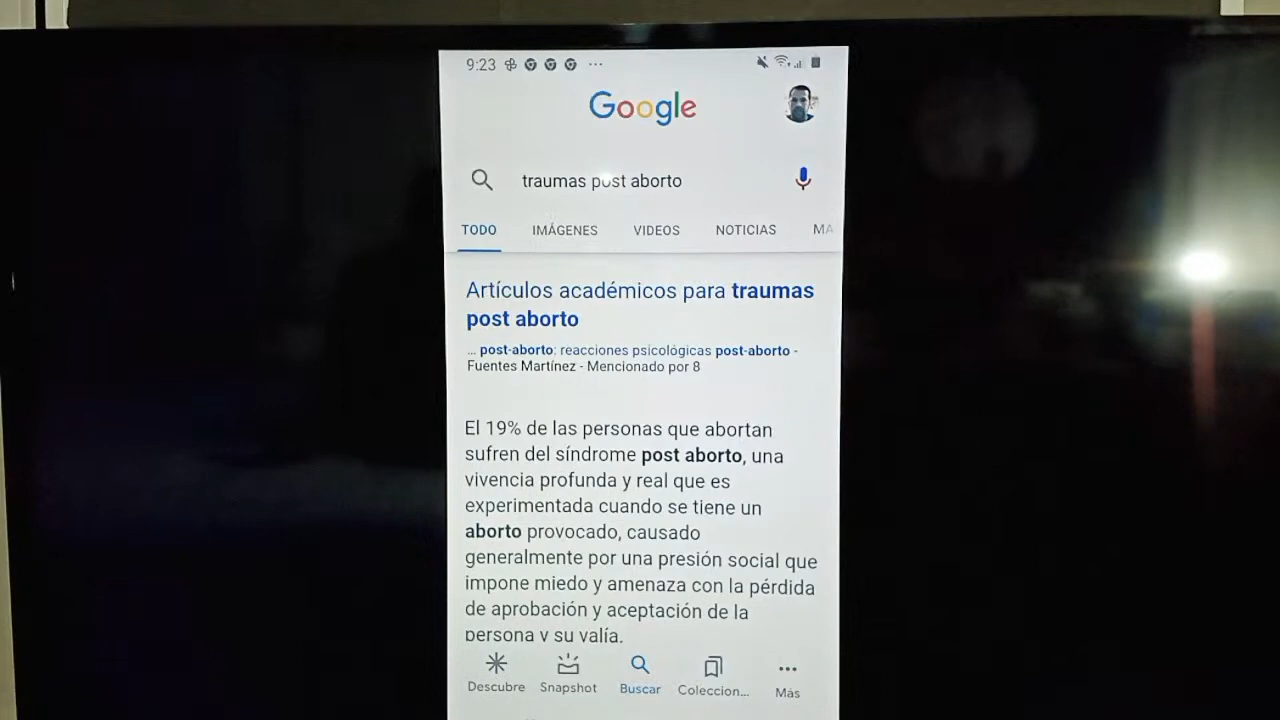 9:23
Google
traumas post aborto
TODO IMÁGENES VIDEOS NOTICIAS MA
Artículos académicos para traumas
post aborto
... post-aborto: reacciones psicológicas post-aborto -
Fuentes Martínez - Mencionado por 8
El 19% de las personas que abortan
sufren del síndrome post aborto, una
vivencia profunda y real que es
experimentada cuando se tiene un
aborto provocado, causado
generalmente por una presión social que
impone miedo y amenaza con la pérdida
de aprobación y aceptación de la
persona y su valía.
Descubre Snapshot Buscar Coleccion... Más